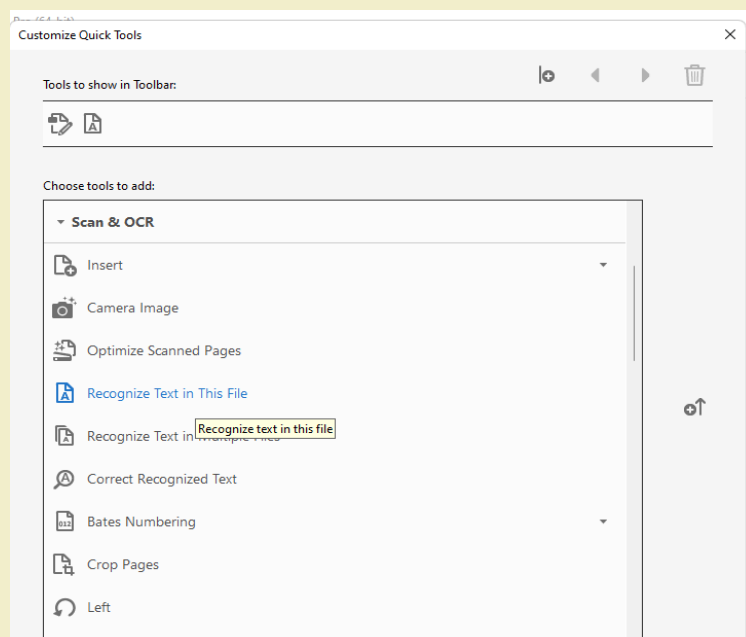 Customize Quick Tools
Tools to show in Toolbar:
Choose tools to add:
Scan & OCR
Insert
Camera Image
Optimize Scanned Pages
Recognize Text in This File
Recognize Text in
Recognize text in this file
Correct Recognized Text
Bates Numbering
Crop Pages
Left